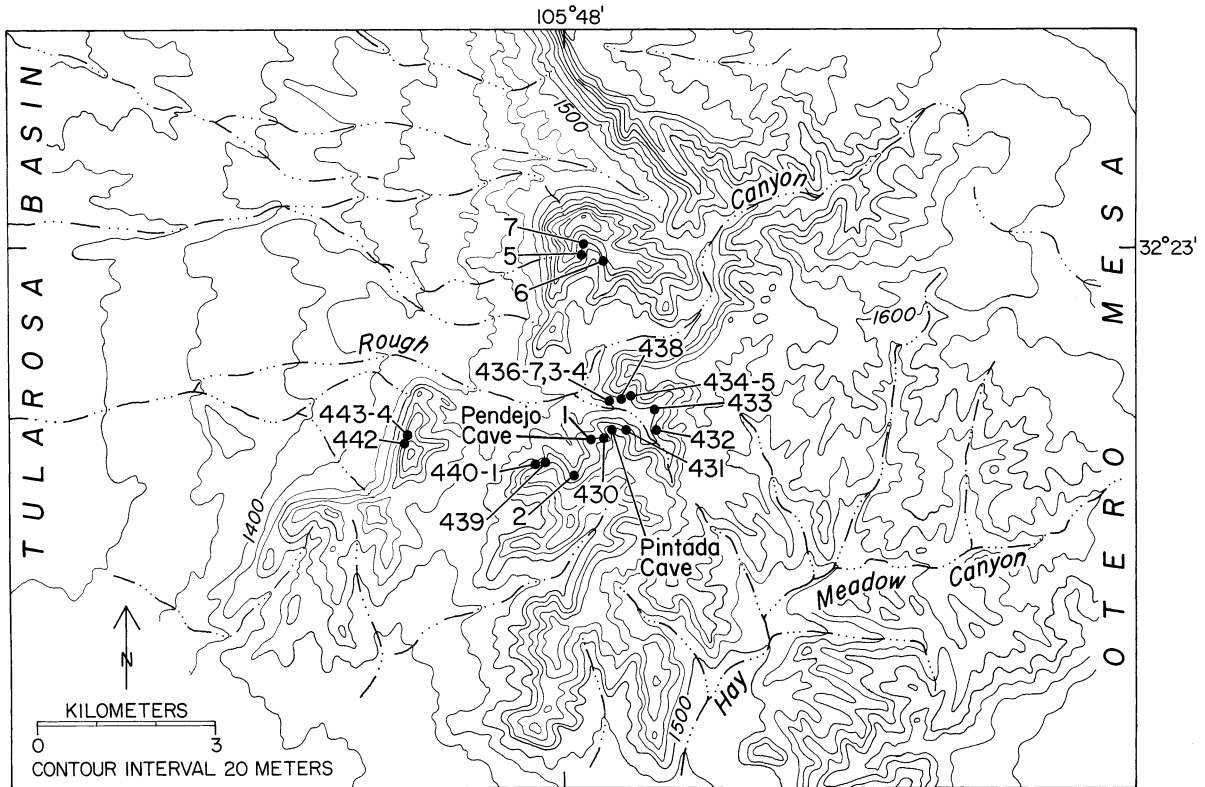 105°48'
TULAROSA BASIN
1500
Canyon
OTERO MESA
7
5
6
32°23'
1600
Rough
438
436-7,3-4
434-5
433
443-4
Pendejo
Cave
1
442
432
440-1
431
430
439
2
1400
Pintada
Cave
Meadow
Canyon
N
Hay
1500
KILOMETERS
0 3
CONTOUR INTERVAL 20 METERS